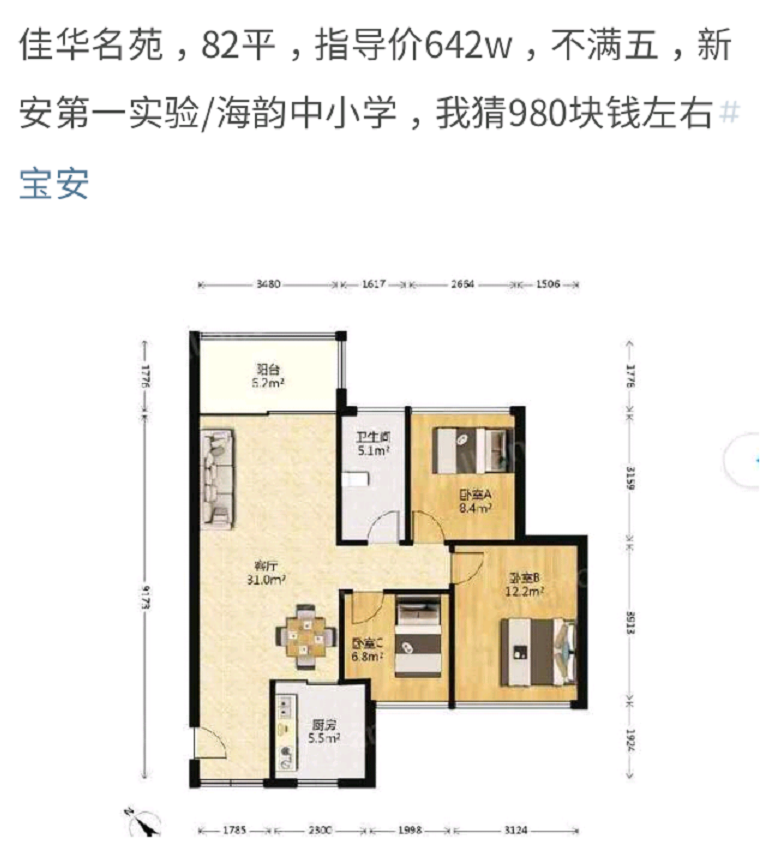 佳华名苑，82平，指导价642w，不满五，新
安第一实验/海韵中小学，我猜980块钱左右#
宝安
3480 1617 2664 1506
阳台
6.2m²
1776
1776
卫生间
5.1m²
卧室A
8.4m²
3159
客厅
31.0m²
卧室B
12.2m²
9173
3913
卧室C
6.8m²
厨房
5.5m²
1924
1785 2300 1998 3124